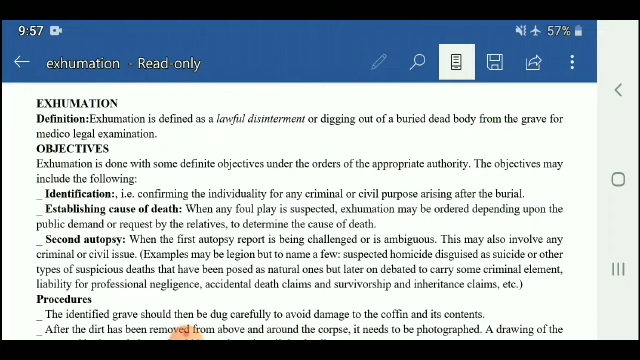 9:57
57%
exhumation - Read-only
EXHUMATION
Definition:Exhumation is defined as a lawful disinterment or digging out of a buried dead body from the grave for
medico legal examination.
OBJECTIVES
Exhumation is done with some definite objectives under the orders of the appropriate authority. The objectives may
include the following:
_ Identification:, i.e. confirming the individuality for any criminal or civil purpose arising after the burial.
_ Establishing cause of death: When any foul play is suspected, exhumation may be ordered depending upon the
public demand or request by the relatives, to determine the cause of death.
_ Second autopsy: When the first autopsy report is being challenged or is ambiguous. This may also involve any
criminal or civil issue. (Examples may be legion but to name a few: suspected homicide disguised as suicide or other
types of suspicious deaths that have been posed as natural ones but later on debated to carry some criminal element,
liability for professional negligence, accidental death claims and survivorship and inheritance claims, etc.)
Procedures
_ The identified grave should then be dug carefully to avoid damage to the coffin and its contents.
_ After the dirt has been removed from above and around the corpse, it needs to be photographed. A drawing of the